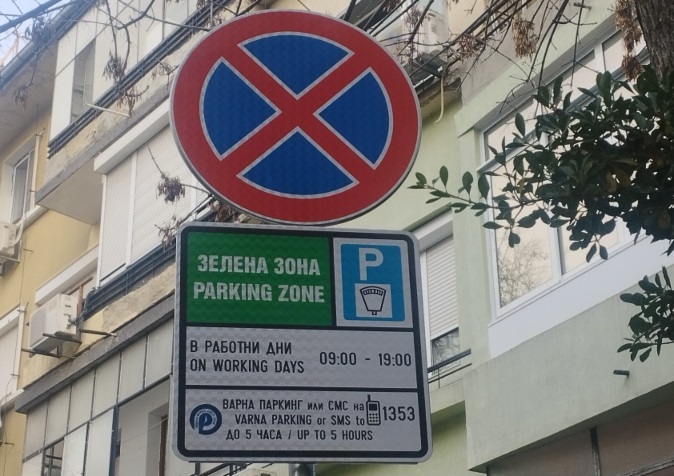 ЗЕЛЕНА ЗОНА
PARKING ZONE
P
В РАБОТНИ ДНИ
ON WORKING DAYS
09:00 - 19:00
ВАРНА ПАРКИНГ или СМС на
VARNA PARKING or SMS to
1353
ДО 5 ЧАСА / UP TO 5 HOURS